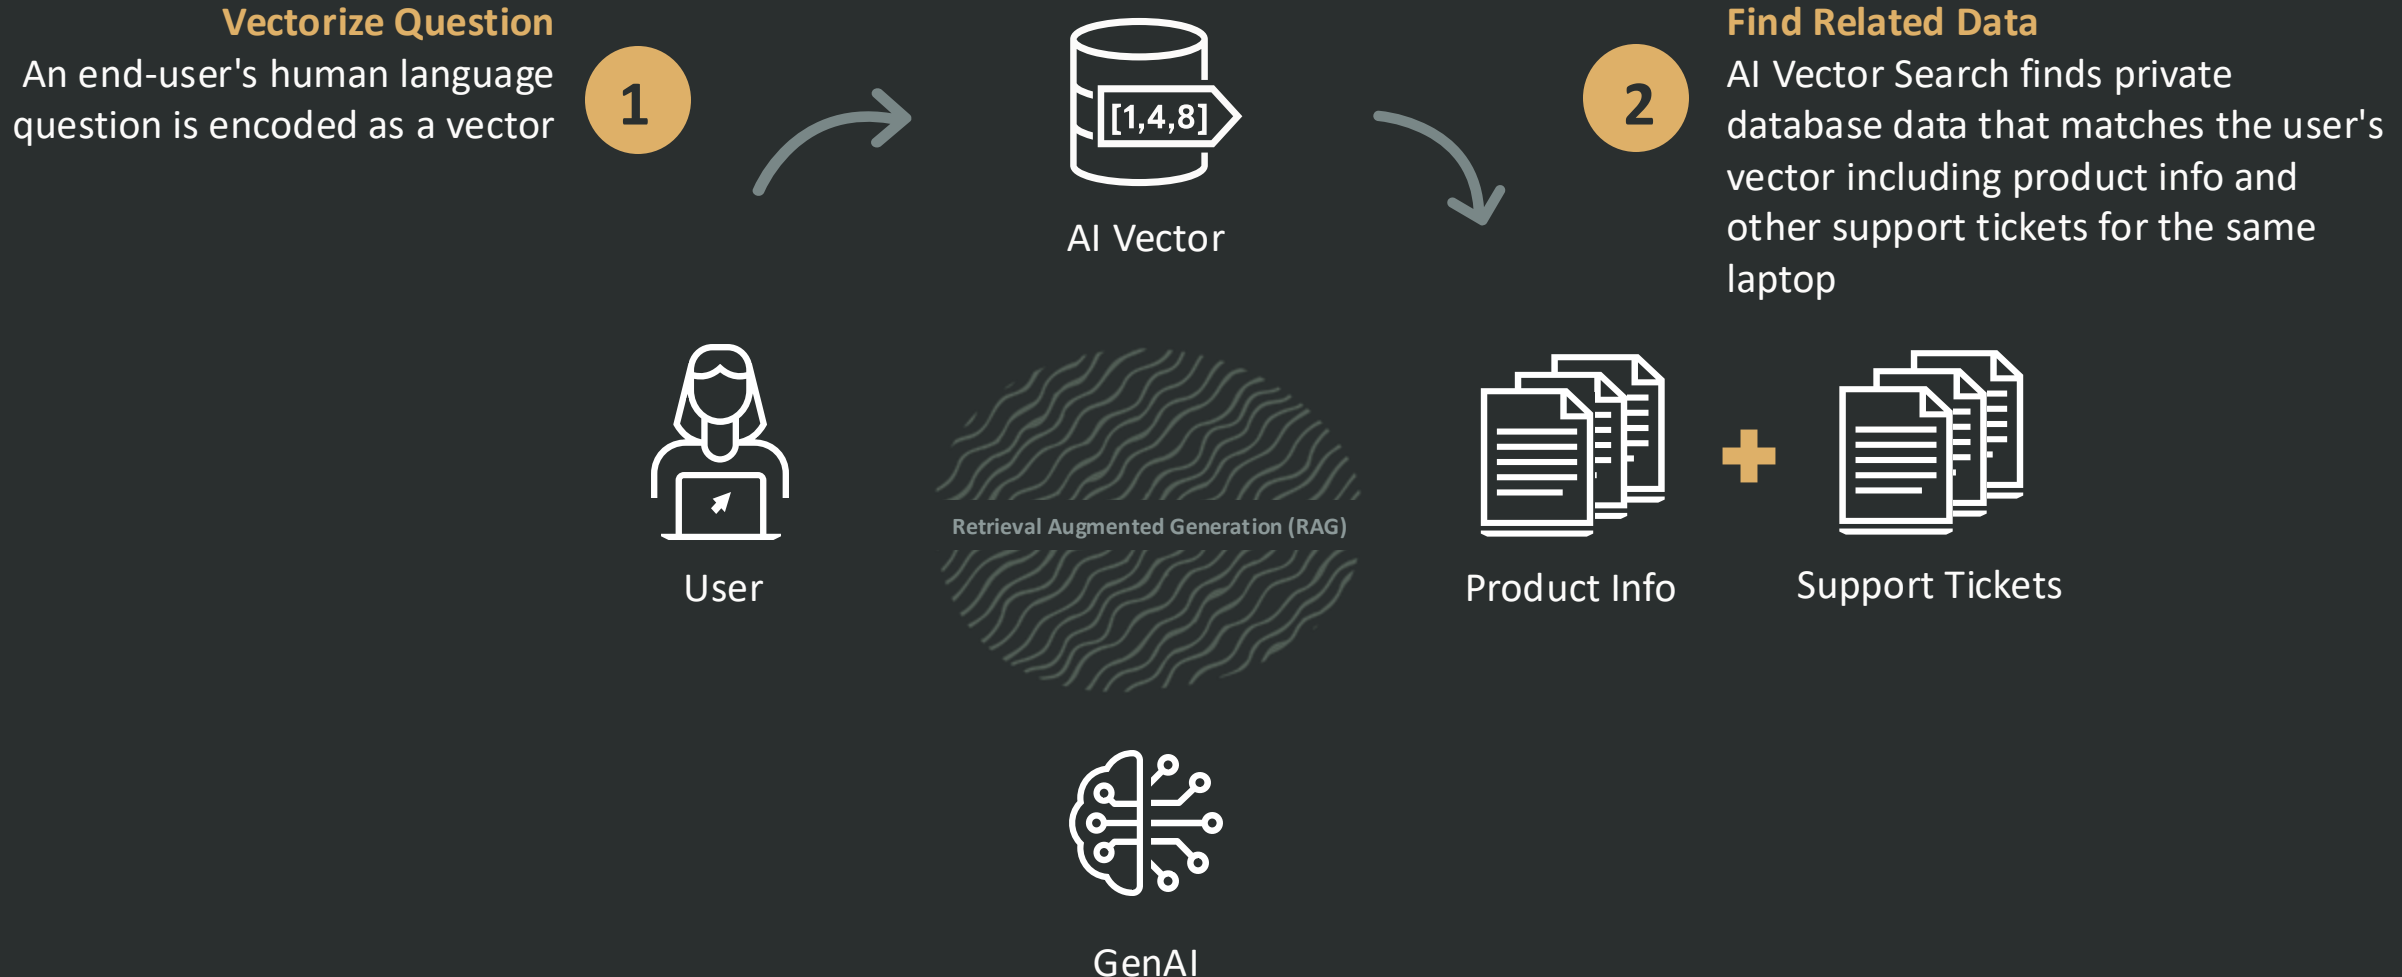 Vectorize Question
An end-user's human language
question is encoded as a vector
1
[1,4,8]
AI Vector
2
Find Related Data
AI Vector Search finds private
database data that matches the user's
vector including product info and
other support tickets for the same
laptop
User
Retrieval Augmented Generation (RAG)
Product Info
Support Tickets
GenAI